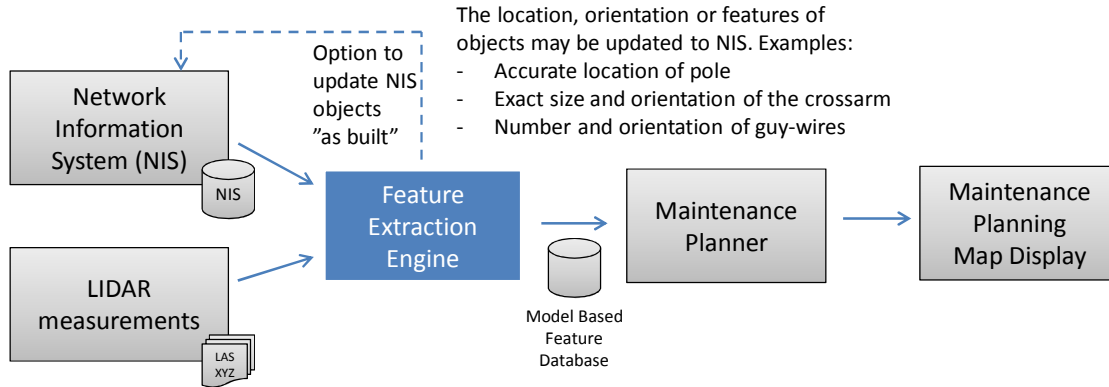 The location, orientation or features of
objects may be updated to NIS. Examples:
- Accurate location of pole
- Exact size and orientation of the crossarm
- Number and orientation of guy-wires
Option to
update NIS
objects
”as built”
Network
Information
System (NIS)
NIS
Feature
Extraction
Engine
Maintenance
Planner
Maintenance
Planning
Map Display
LIDAR
measurements
LAS
XYZ
Model Based
Feature
Database